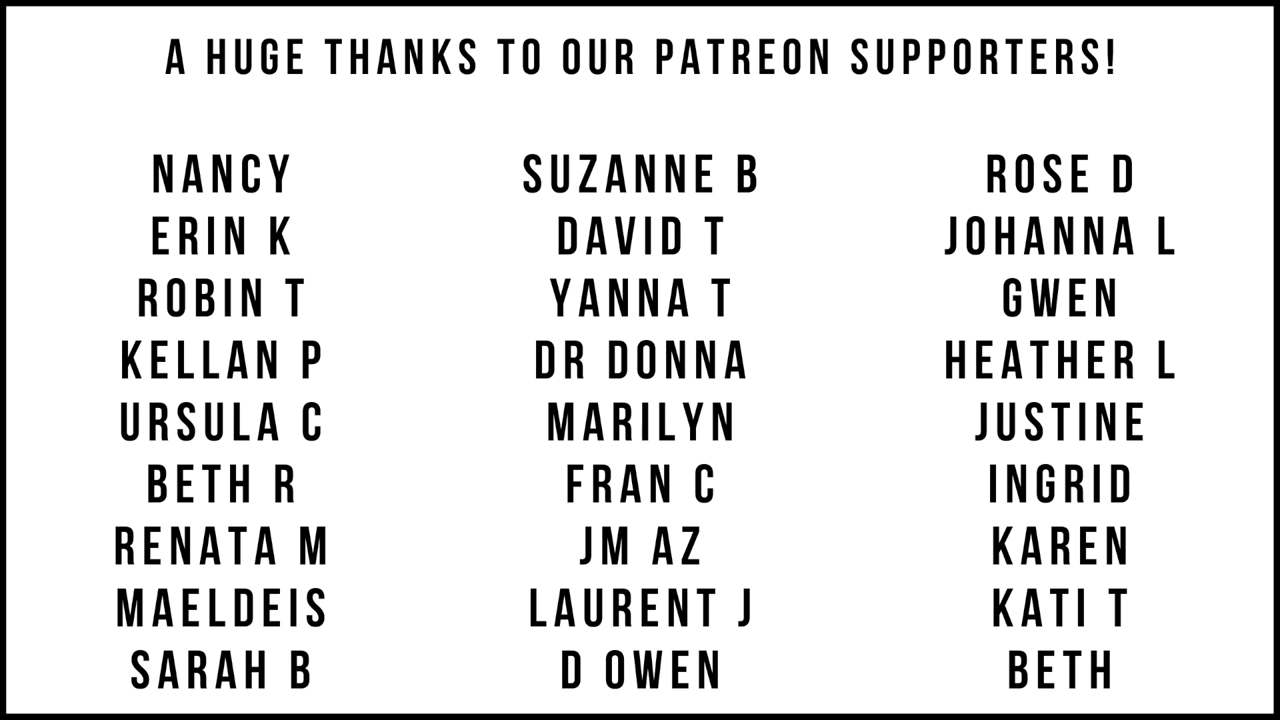 A HUGE THANKS TO OUR PATREON SUPPORTERS!
NANCY
ERIN K
ROBIN T
KELLAN P
URSULA C
BETH R
RENATA M
MAELDEIS
SARAH B
SUZANNE B
DAVID T
YANNA T
DR DONNA
MARILYN
FRAN C
JM AZ
LAURENT J
D OWEN
ROSE D
JOHANNA L
GWEN
HEATHER L
JUSTINE
INGRID
KAREN
KATI T
BETH